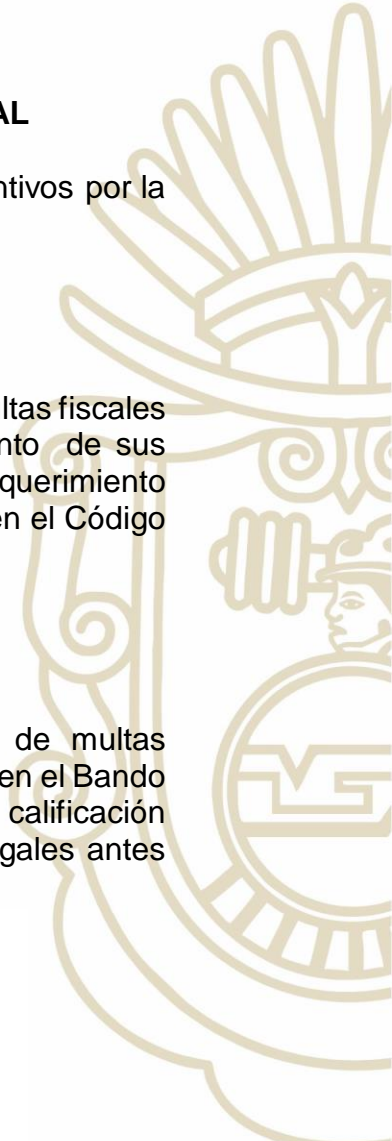 AL
ntivos por la
ltas fiscales
nto de sus
querimiento
en el Código
de multas
en el Bando
calificación
gales antes